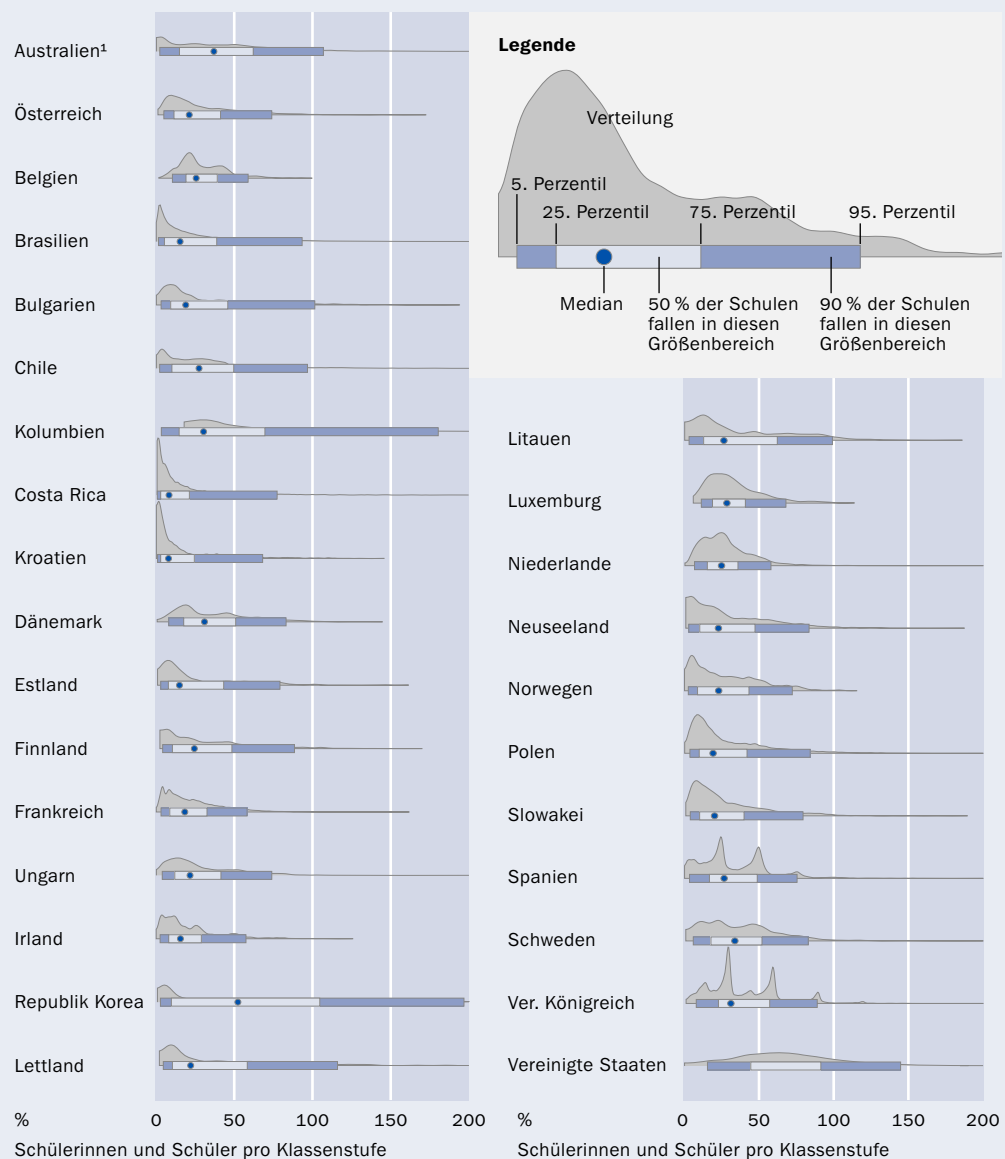 Australien¹
Österreich
Belgien
Brasilien
Bulgarien
Chile
Kolumbien
Costa Rica
Kroatien
Dänemark
Estland
Finnland
Frankreich
Ungarn
Irland
Republik Korea
Lettland
% 0 50 100 150 200
Schülerinnen und Schüler pro Klassenstufe
Legende
Verteilung
5. Perzentil
25. Perzentil 75. Perzentil 95. Perzentil
Median 50 % der Schulen 90 % der Schulen
fallen in diesen fallen in diesen
Größenbereich Größenbereich
Litauen
Luxemburg
Niederlande
Neuseeland
Norwegen
Polen
Slowakei
Spanien
Schweden
Ver. Königreich
Vereinigte Staaten
% 0 50 100 150 200
Schülerinnen und Schüler pro Klassenstufe